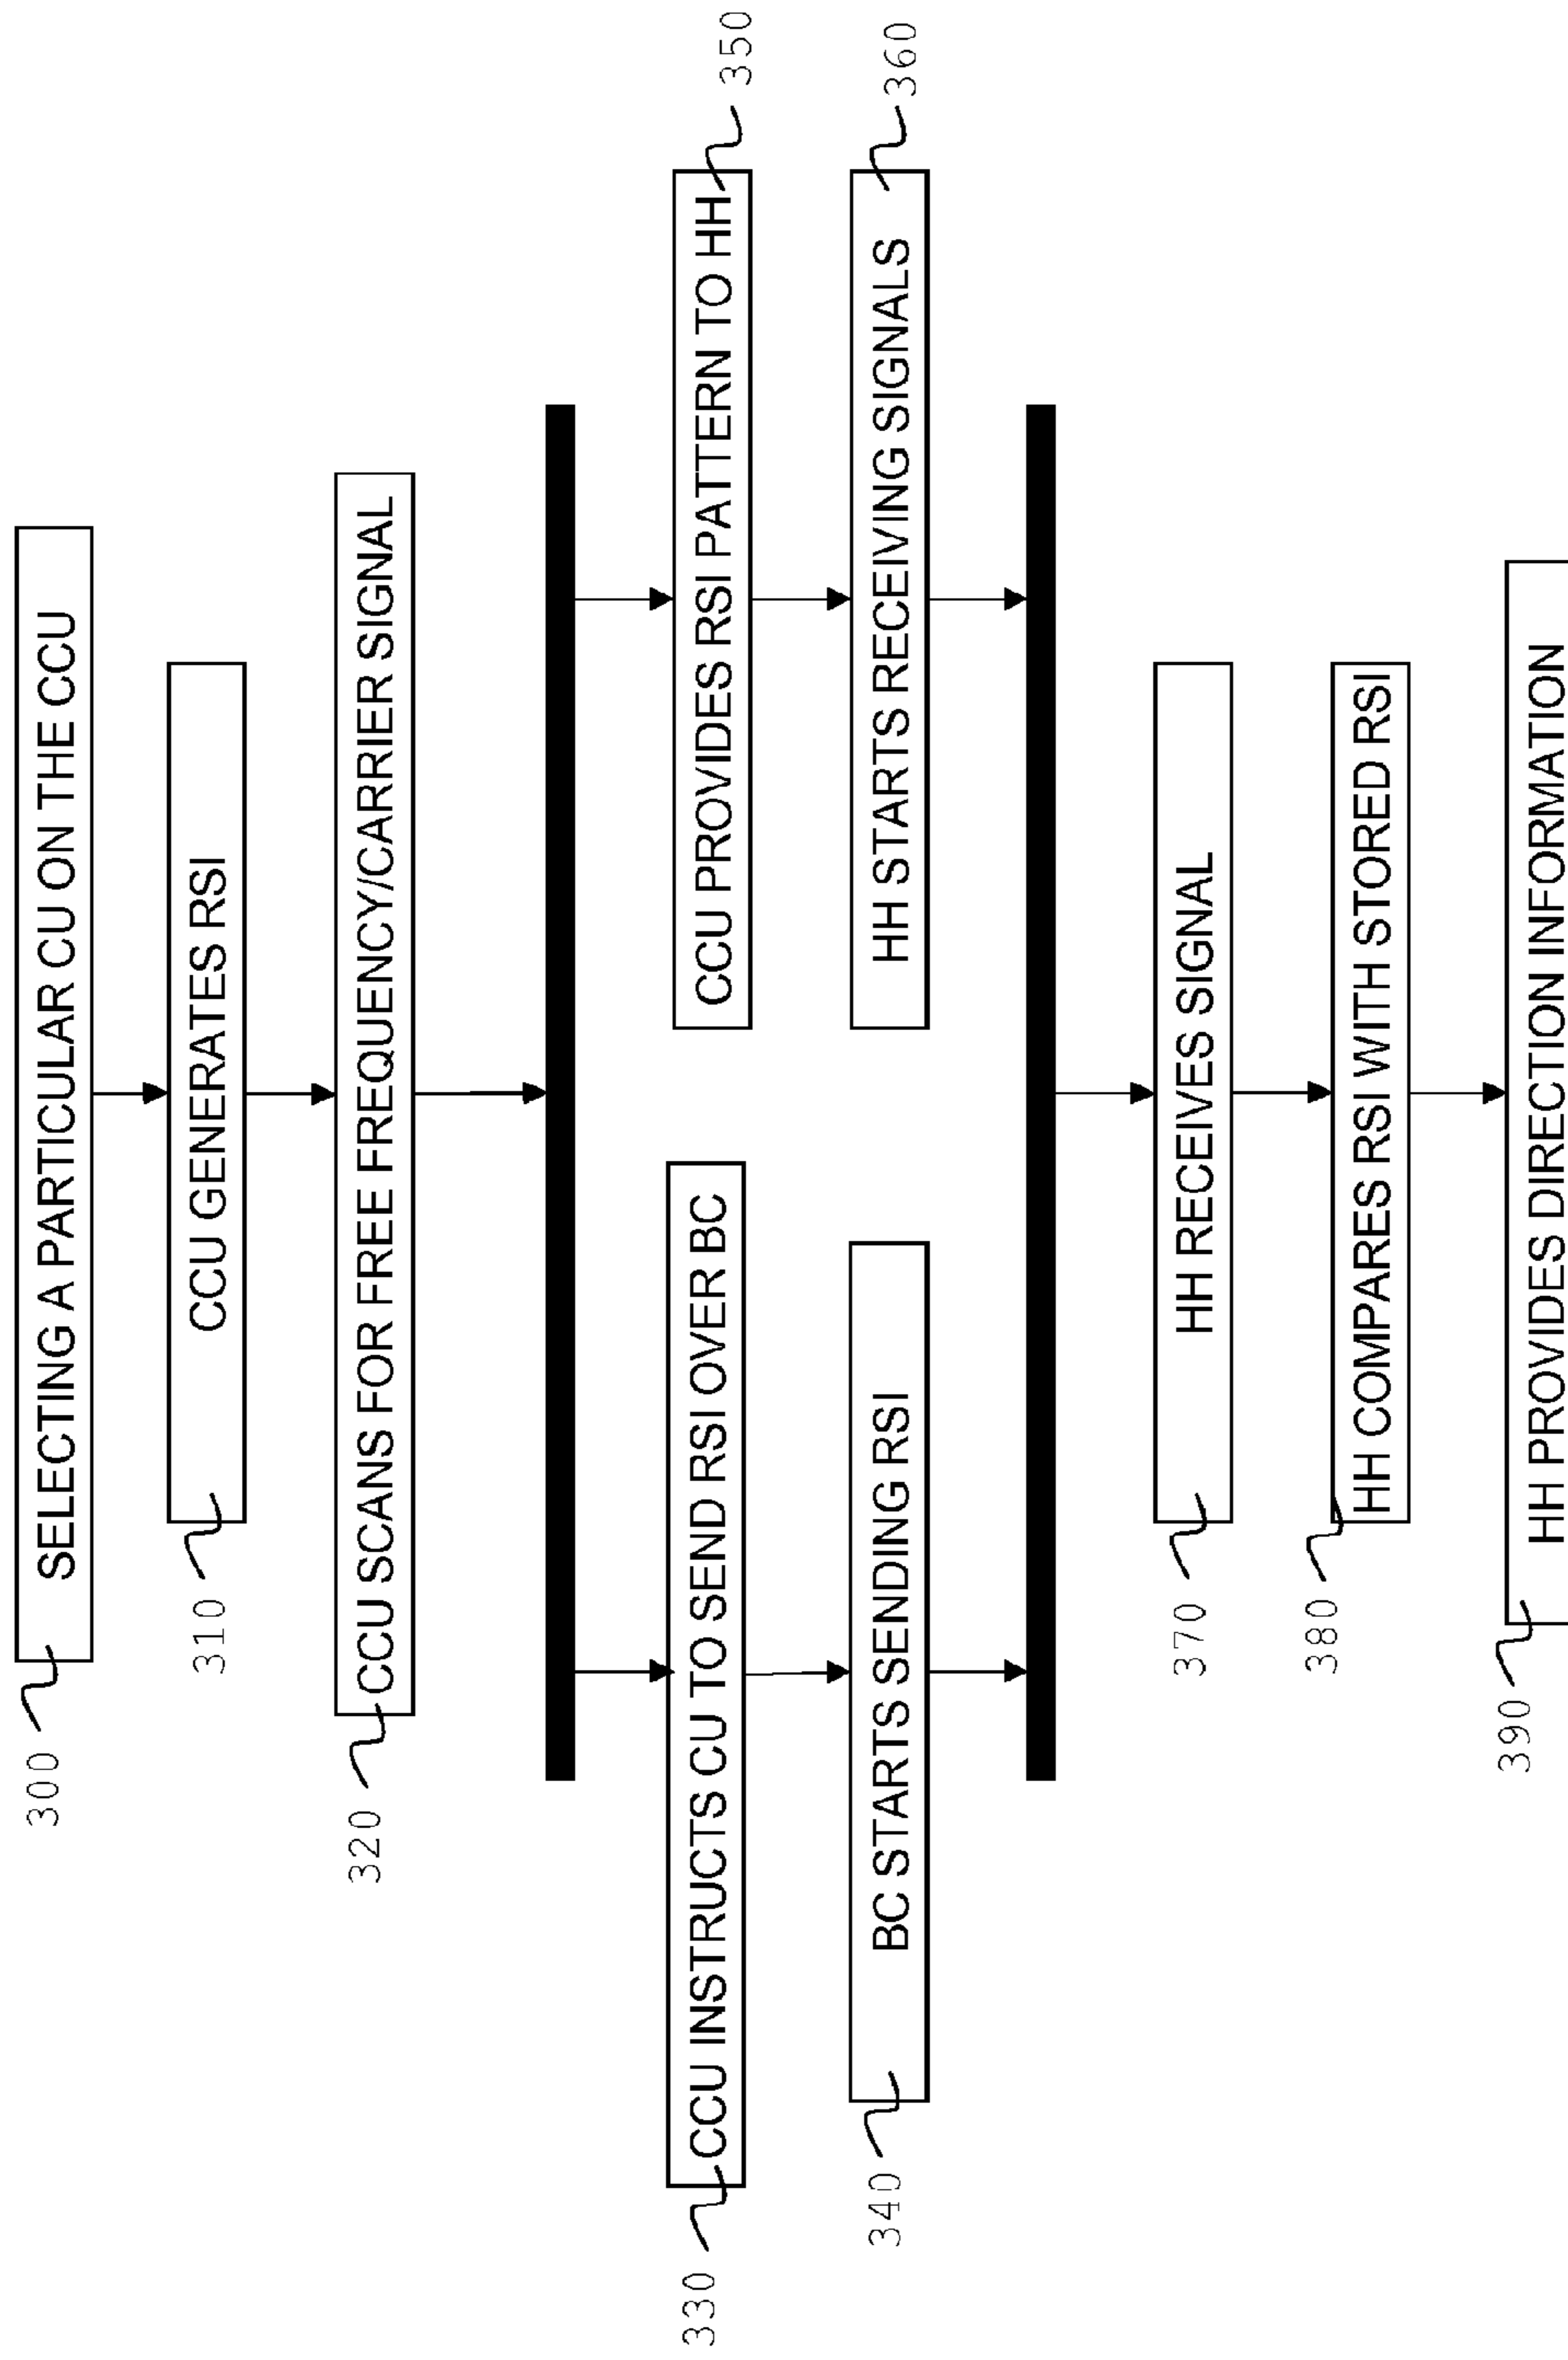 300
SELECTING A PARTICULAR CU ON THE CCU
310
CCU GENERATES RSI
320
CCU SCANS FOR FREE FREQUENCY/CARRIER SIGNAL
330
CCU INSTRUCTS CU TO SEND RSI OVER BC
340
BC STARTS SENDING RSI
CCU PROVIDES RSI PATTERN TO HH
350
HH STARTS RECEIVING SIGNALS
360
370
HH RECEIVES SIGNAL
380
HH COMPARES RSI WITH STORED RSI
390
HH PROVIDES DIRECTION INFORMATION